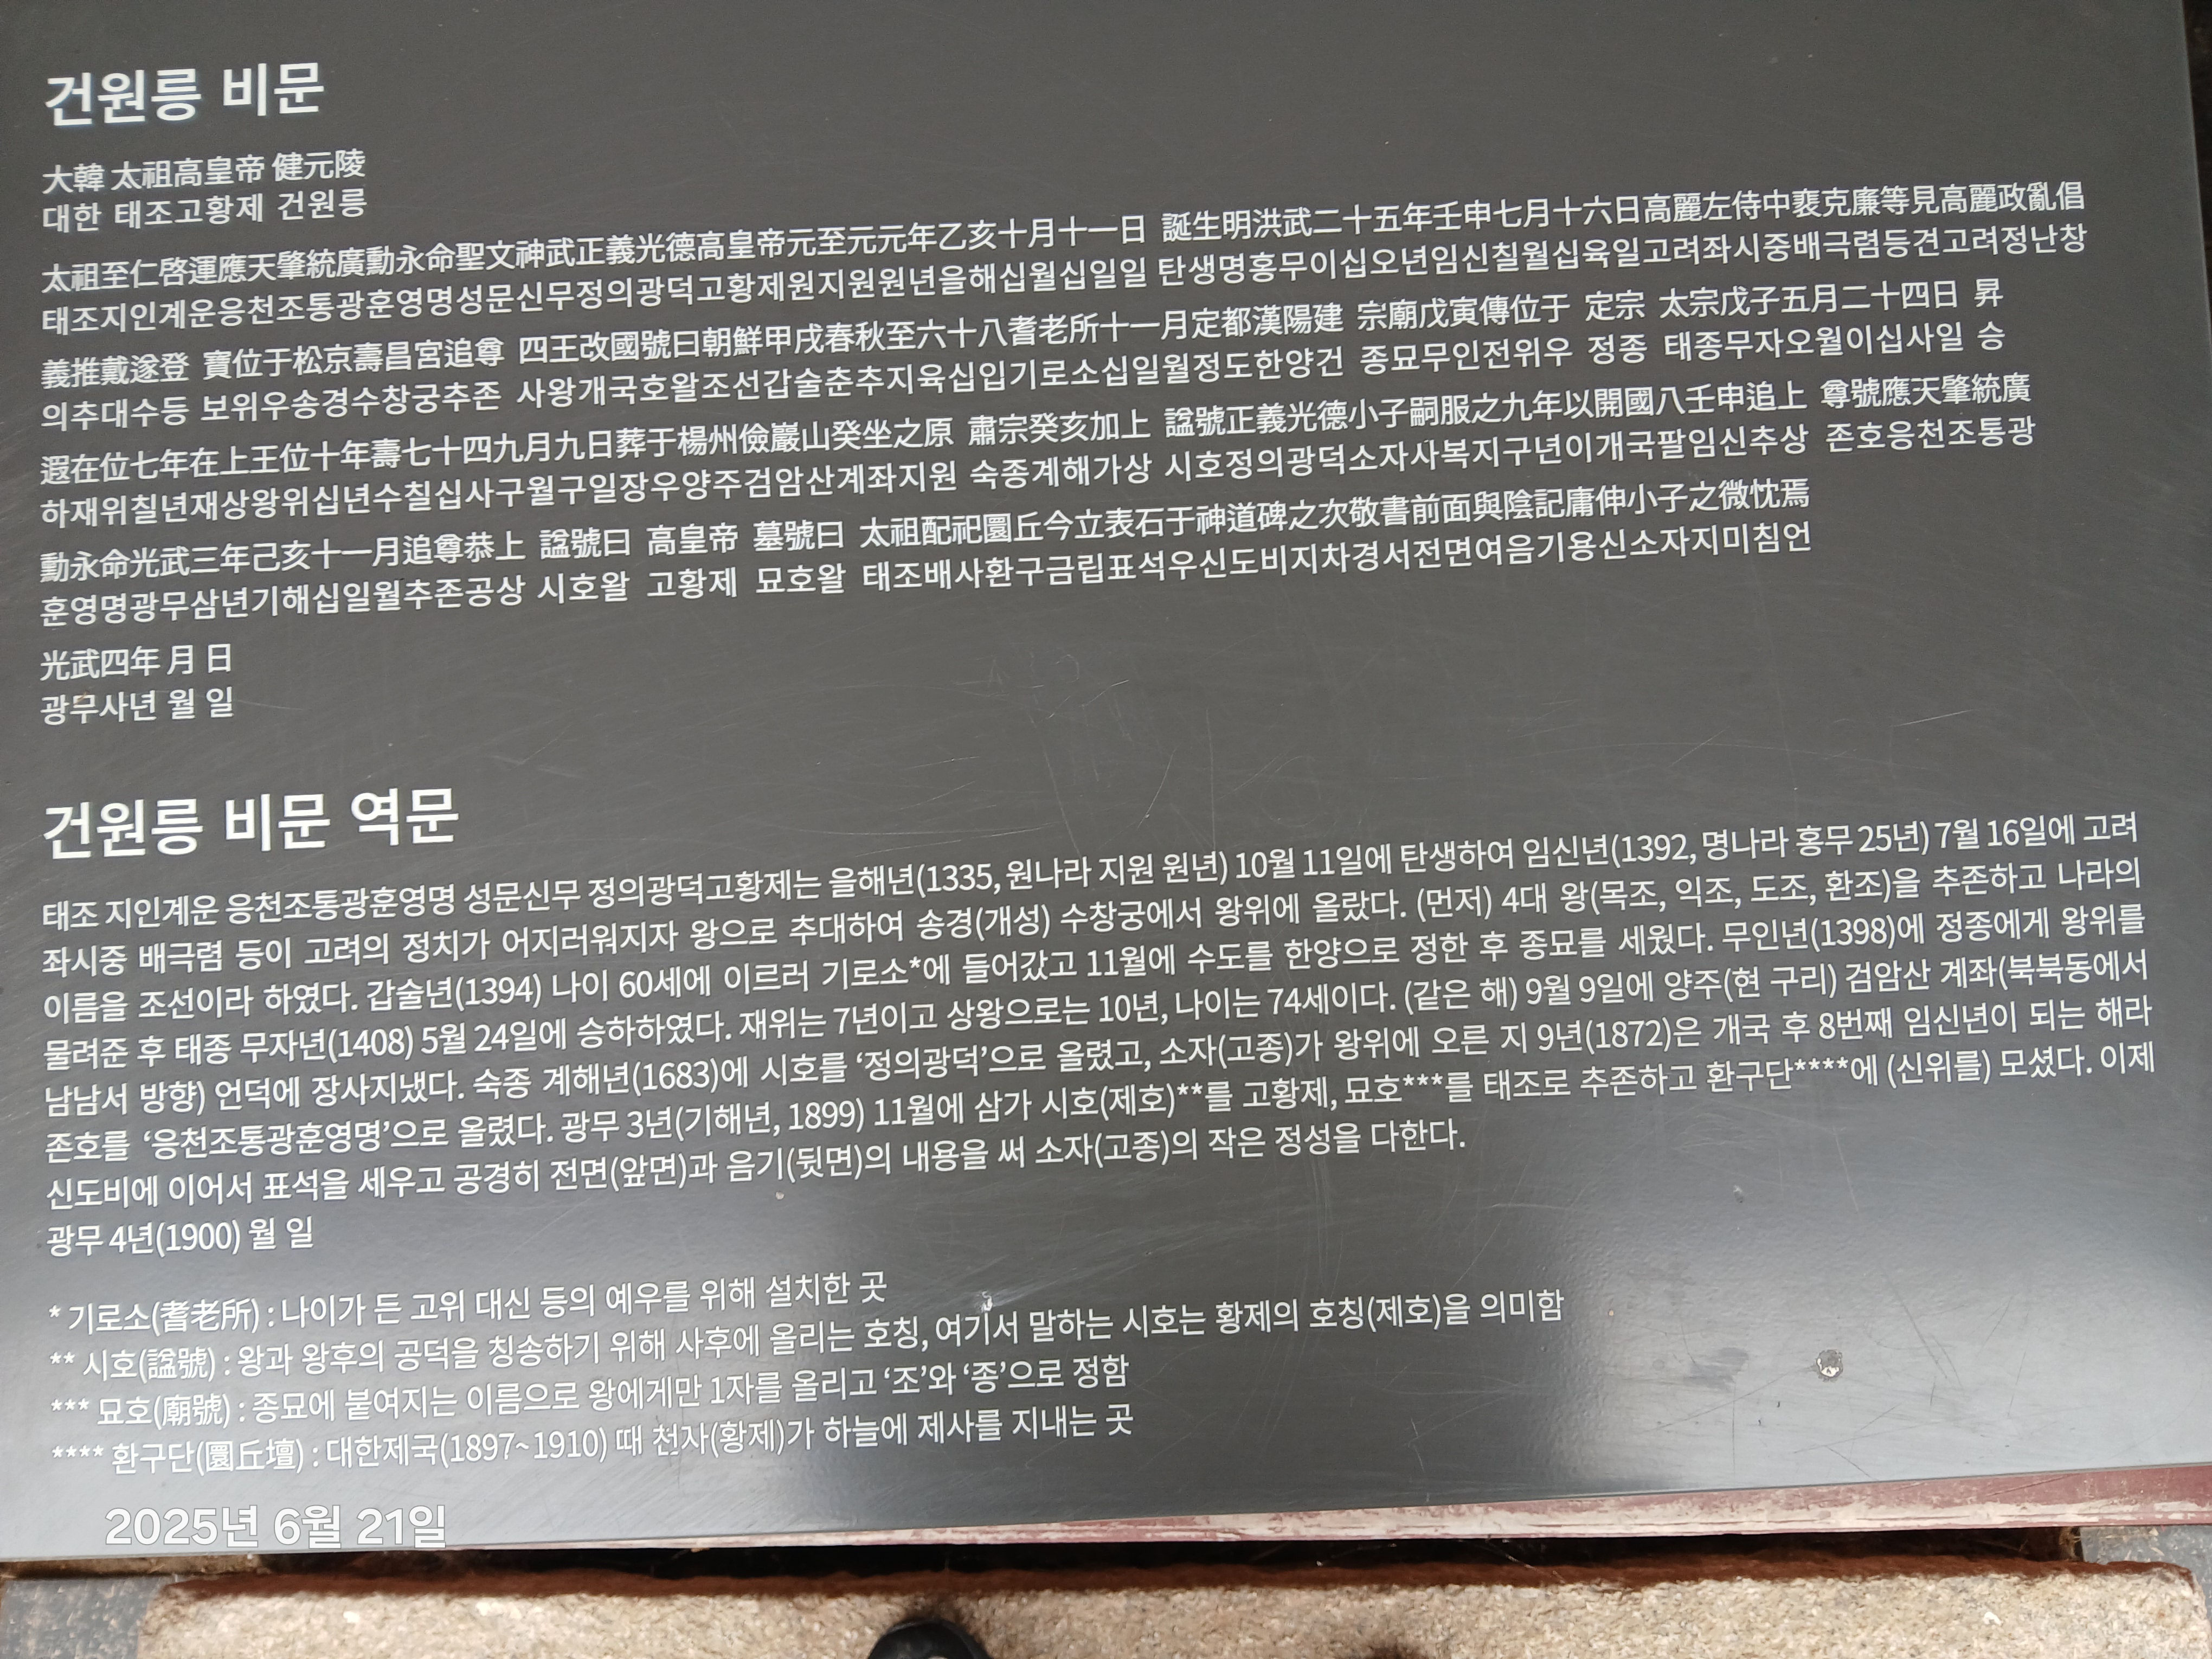 건원릉 비문
大韓 太祖高皇帝 健元陵
대한 태조고황제 건원릉
太祖至仁啓運應天肇統廣勳永命聖文神武正義光德高皇帝元至元元年乙亥十月十一日 誕生明洪武二十五年壬申七月十六日高麗左侍中裵克廉等見高麗政亂倡
태조지인계운응천조통광훈영명성문신무정의광덕고황제원지원원년을해십월십일일 탄생명홍무이십오년임신칠월십육일고려좌시중배극렴등견고려정난창
義推戴遂登 寶位于松京壽昌宮追尊 四王改國號曰朝鮮甲戌春秋至六十八耆老所十一月定都漢陽建 宗廟戊寅傳位于 定宗 太宗戊子五月二十四日 昇
의추대수등 보위우송경수창궁추존 사왕개국호왈조선갑술춘추지육십입기로소십일월정도한양건 종묘무인전위우 정종 태종무자오월이십사일 승
遐在位七年在上王位十年壽七十四九月九日葬于楊州儉巖山癸坐之原 肅宗癸亥加上 諡號正義光德小子嗣服之九年以開國八壬申追上 尊號應天肇統廣
하재위칠년재상왕위십년수칠십사구월구일장우양주검암산계좌지원 숙종계해가상 시호정의광덕소자사복지구년이개국팔임신추상 존호응천조통광
勳永命光武三年己亥十一月追尊恭上 諡號曰 高皇帝 墓號曰 太祖配祀圜丘今立表石于神道碑之次敬書前面與陰記庸伸小子之微忱焉
훈영명광무삼년기해십일월추존공상 시호왈 고황제 묘호왈 태조배사환구금립표석우신도비지차경서전면여음기용신소자지미침언
光武四年 月 日
광무사년 월 일
건원릉 비문 역문
태조 지인계운 응천조통광훈영명 성문신무 정의광덕고황제는 을해년(1335, 원나라 지원 원년) 10월 11일에 탄생하여 임신년(1392, 명나라 홍무 25년) 7월 16일에 고려
좌시중 배극렴 등이 고려의 정치가 어지러워지자 왕으로 추대하여 송경(개성) 수창궁에서 왕위에 올랐다. (먼저) 4대 왕(목조, 익조, 도조, 환조)을 추존하고 나라의
이름을 조선이라 하였다. 갑술년(1394) 나이 60세에 이르러 기로소*에 들어갔고 11월에 수도를 한양으로 정한 후 종묘를 세웠다. 무인년(1398)에 정종에게 왕위를
물려준 후 태종 무자년(1408) 5월 24일에 승하하였다. 재위는 7년이고 상왕으로는 10년, 나이는 74세이다. (같은 해) 9월 9일에 양주(현 구리) 검암산 계좌(북북동에서
남남서 방향) 언덕에 장사지냈다. 숙종 계해년(1683)에 시호를 ‘정의광덕’으로 올렸고, 소자(고종)가 왕위에 오른 지 9년(1872)은 개국 후 8번째 임신년이 되는 해라
존호를 ‘응천조통광훈영명’으로 올렸다. 광무 3년(기해년, 1899) 11월에 삼가 시호(제호)**를 고황제, 묘호***를 태조로 추존하고 환구단****에 (신위를) 모셨다. 이제
신도비에 이어서 표석을 세우고 공경히 전면(앞면)과 음기(뒷면)의 내용을 써 소자(고종)의 작은 정성을 다한다.
광무 4년(1900) 월 일
* 기로소(耆老所) : 나이가 든 고위 대신 등의 예우를 위해 설치한 곳
** 시호(諡號) : 왕과 왕후의 공덕을 칭송하기 위해 사후에 올리는 호칭, 여기서 말하는 시호는 황제의 호칭(제호)을 의미함
*** 묘호(廟號) : 종묘에 붙여지는 이름으로 왕에게만 1자를 올리고 ‘조’와 ‘종’으로 정함
**** 환구단(圜丘壇) : 대한제국(1897~1910) 때 천자(황제)가 하늘에 제사를 지내는 곳
2025년 6월 21일